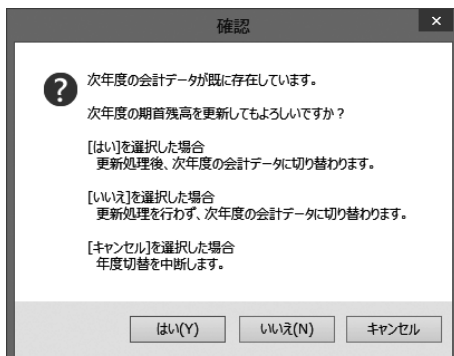 確認
×
?
次年度の会計データが既に存在しています。
次年度の期首残高を更新してもよろしいですか？
[はい]を選択した場合
更新処理後、次年度の会計データに切り替わります。
[いいえ]を選択した場合
更新処理を行わず、次年度の会計データに切り替わります。
[キャンセル]を選択した場合
年度切替を中断します。
はい(Y) いいえ(N) キャンセル